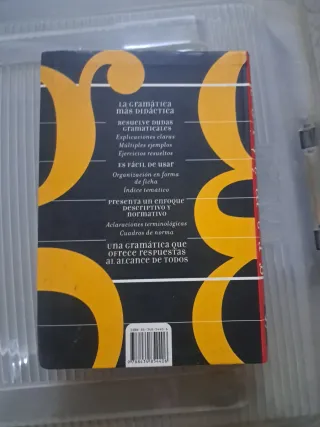 LA GRAMÁTICA
MÁS DIDÁCTICA
RESUELVE DUDAS
GRAMATICALES
Explicaciones claras
Múltiples ejemplos
Ejercicios resueltos
ES FÁCIL DE USAR
Organización en forma
de ficha
Índice temático
PRESENTA UN ENFOQUE
DESCRIPTIVO Y
NORMATIVO
Aclaraciones terminológicas
Cuadros de norma
UNA GRAMÁTICA QUE
OFRECE RESPUESTAS
AL ALCANCE DE TODOS